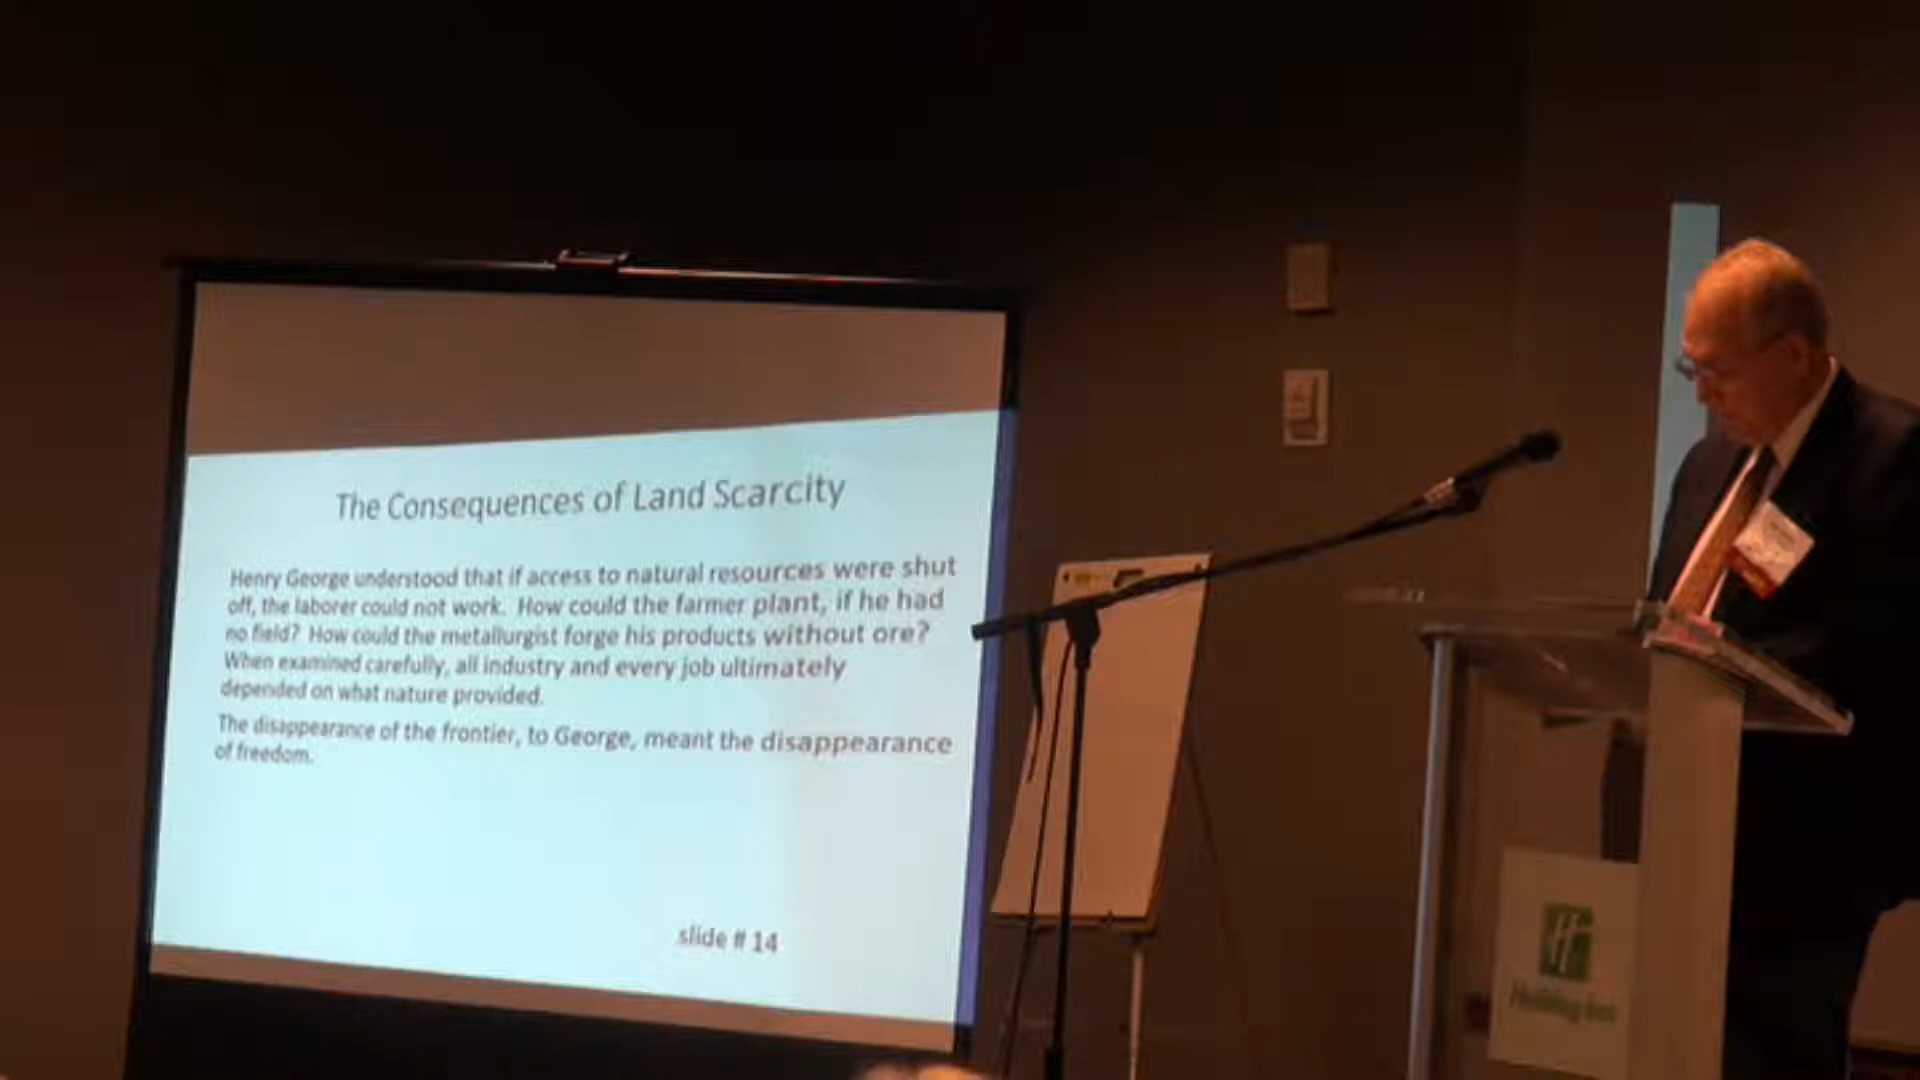 The Consequences of Land Scarcity
Henry George understood that if access to natural resources were shut
off, the laborer could not work. How could the farmer plant, if he had
no field? How could the metallurgist forge his products without ore?
When examined carefully, all industry and every job ultimately
depended on what nature provided.
The disappearance of the frontier, to George, meant the disappearance
of freedom.
slide # 14
H
Holiday Inn